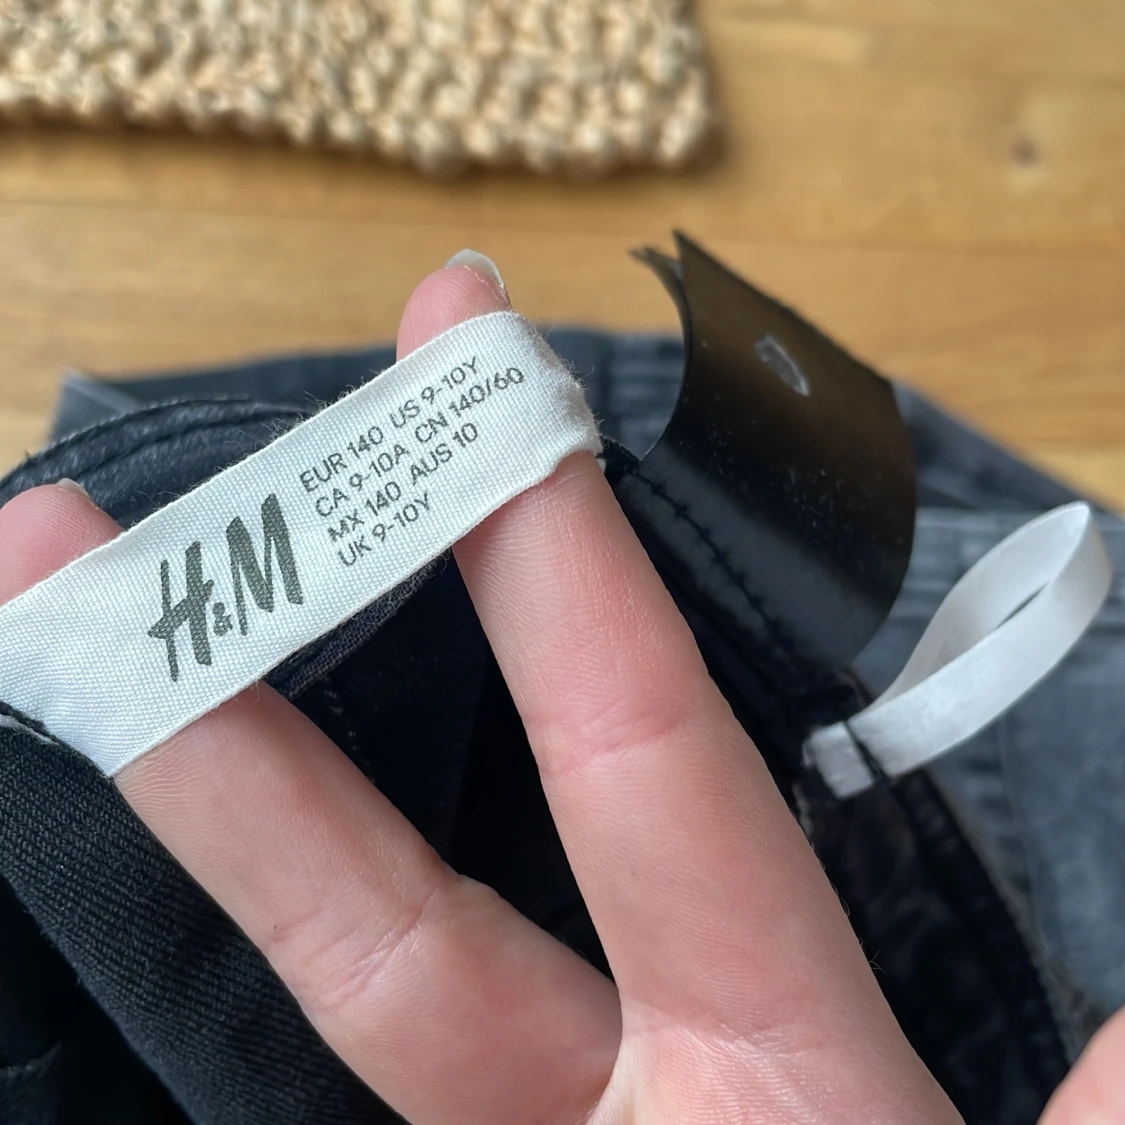 H&M
EUR 140 US 9-10Y
CA 9-10A CN 140/60
MX 140 AUS 10
UK 9-10Y